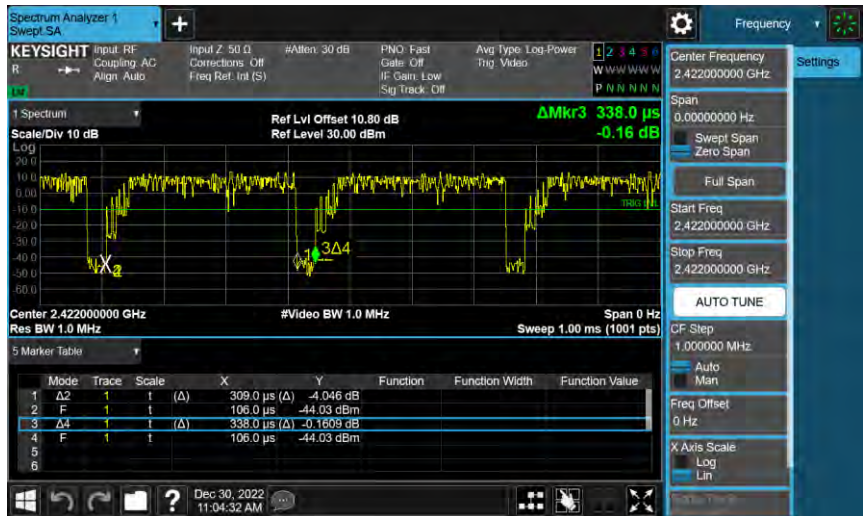 Spectrum Analyzer 1
Swept SA
+
Frequency
KEYSIGHT Input: RF Input Z: 50 Ω #Atten: 30 dB PNO: Fast Avg Type: Log-Power 1 2 3 4 5 6
R Coupling: AC Corrections: Off Gate: Off Trig: Video
Align: Auto Freq Ref: Int (S) IF Gain: Low W W W W W W
Sig Track: Off P N N N N N
1 Spectrum
Scale/Div 10 dB
Ref Lvl Offset 10.80 dB
Ref Level 30.00 dBm
ΔMkr3 338.0 µs
-0.16 dB
Log
20.0
10.0
0.00
-10.0
-20.0
-30.0
-40.0
-50.0
-60.0
2
1
3Δ4
Center 2.422000000 GHz #Video BW 1.0 MHz Span 0 Hz
Res BW 1.0 MHz Sweep 1.00 ms (1001 pts)
5 Marker Table
Mode Trace Scale X Y Function Function Width Function Value
1 Δ2 1 t (Δ) 309.0 µs (Δ) -4.046 dB
2 F 1 t 106.0 µs -44.03 dBm
3 Δ4 1 t (Δ) 338.0 µs (Δ) -0.1609 dB
4 F 1 t 106.0 µs -44.03 dBm
5
6
?
Dec 30, 2022
11:04:32 AM
Center Frequency
2.422000000 GHz
Settings
Span
0.00000000 Hz
Swept Span
Zero Span
Full Span
Start Freq
2.422000000 GHz
Stop Freq
2.422000000 GHz
AUTO TUNE
CF Step
1.000000 MHz
Auto
Man
Freq Offset
0 Hz
X Axis Scale
Log
Lin